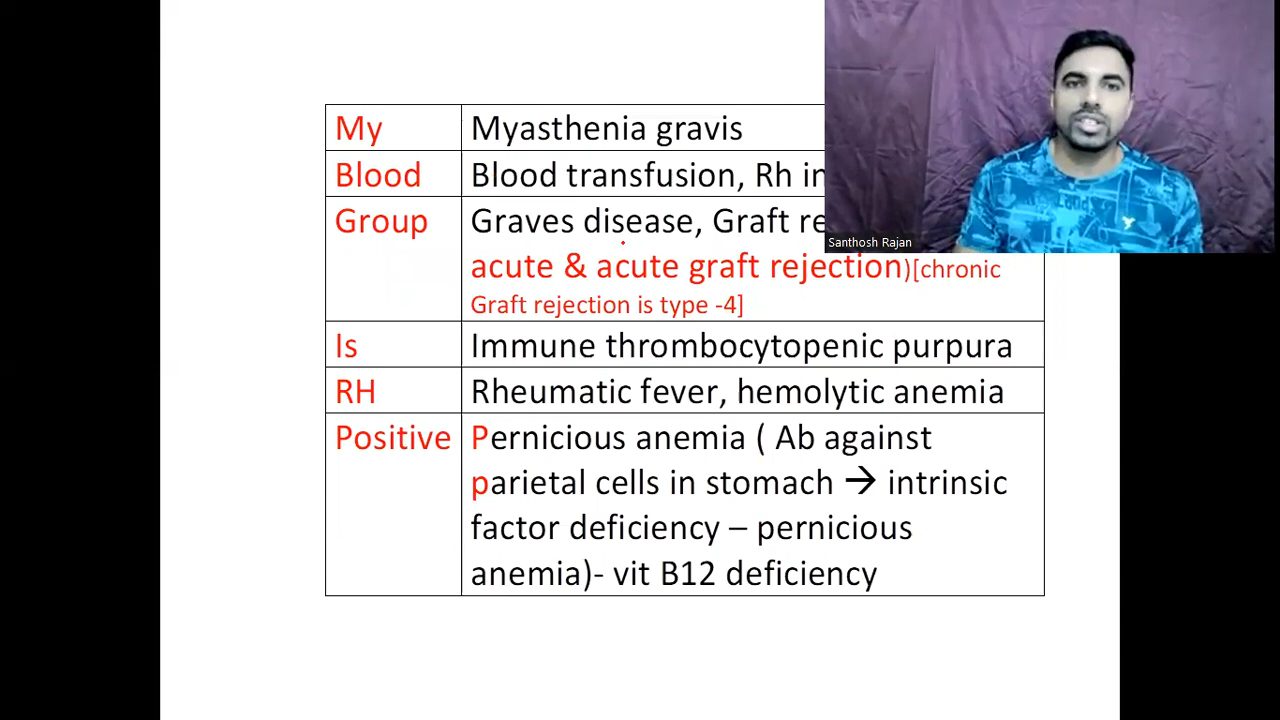 My Myasthenia gravis
Blood Blood transfusion, Rh
Group Graves disease, Graft
acute & acute graft rejection)[chronic
Graft rejection is type -4]
Is Immune thrombocytopenic purpura
RH Rheumatic fever, hemolytic anemia
Positive Pernicious anemia ( Ab against
parietal cells in stomach → intrinsic
factor deficiency – pernicious
anemia)- vit B12 deficiency
Santhosh Rajan